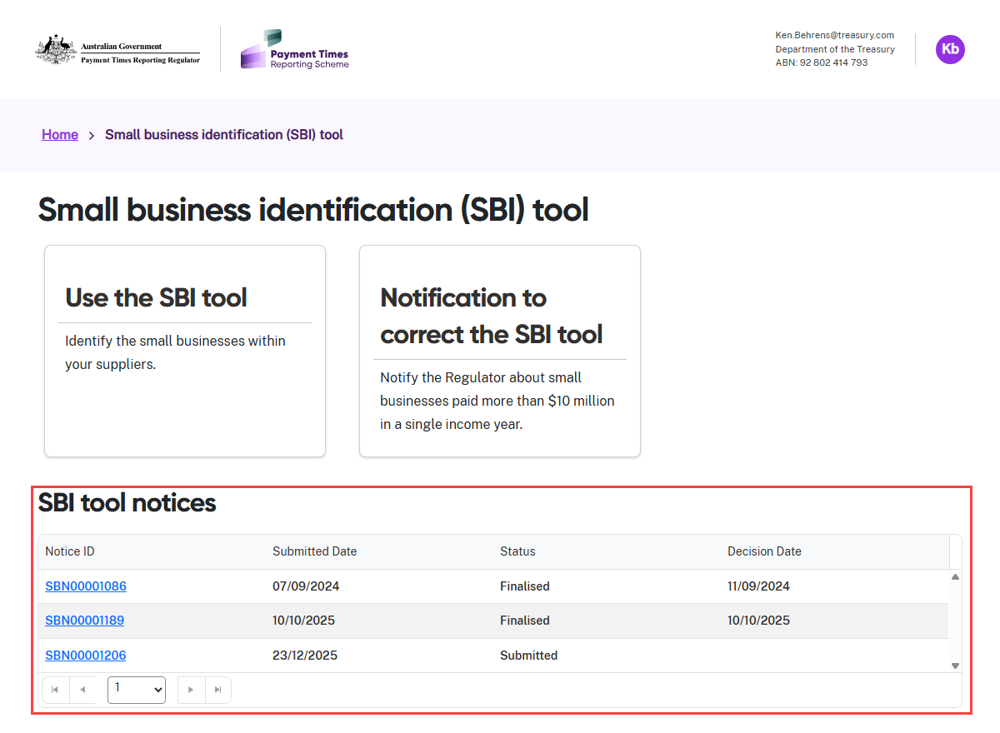 Australian Government
Payment Times Reporting Regulator
Payment Times
Reporting Scheme
Ken.Behrens@treasury.com
Department of the Treasury
ABN: 92 802 414 793
Kb
Home > Small business identification (SBI) tool
Small business identification (SBI) tool
Use the SBI tool
Identify the small businesses within
your suppliers.
Notification to
correct the SBI tool
Notify the Regulator about small
businesses paid more than $10 million
in a single income year.
SBI tool notices
Notice ID Submitted Date Status Decision Date
SBN00001086 07/09/2024 Finalised 11/09/2024
SBN00001189 10/10/2025 Finalised 10/10/2025
SBN00001206 23/12/2025 Submitted
1